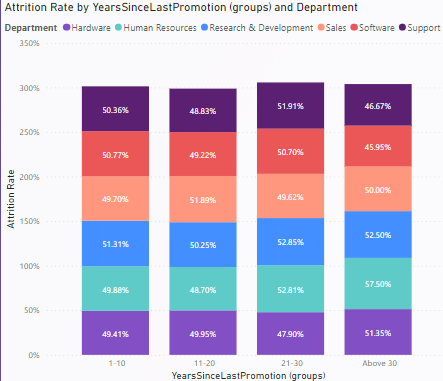 Attrition Rate by YearsSinceLastPromotion (groups) and Department
Department Hardware Human Resources Research & Development Sales Software Support
350%
300%
250%
200%
150%
100%
50%
0%
Attrition Rate
50.36% 48.83% 51.91% 46.67%
50.77% 49.22% 50.70% 45.95%
49.70% 51.89% 49.62% 50.00%
51.31% 50.25% 52.85% 52.50%
49.88% 48.70% 52.81% 57.50%
49.41% 49.95% 47.90% 51.35%
1-10 11-20 21-30 Above 30
YearsSinceLastPromotion (groups)